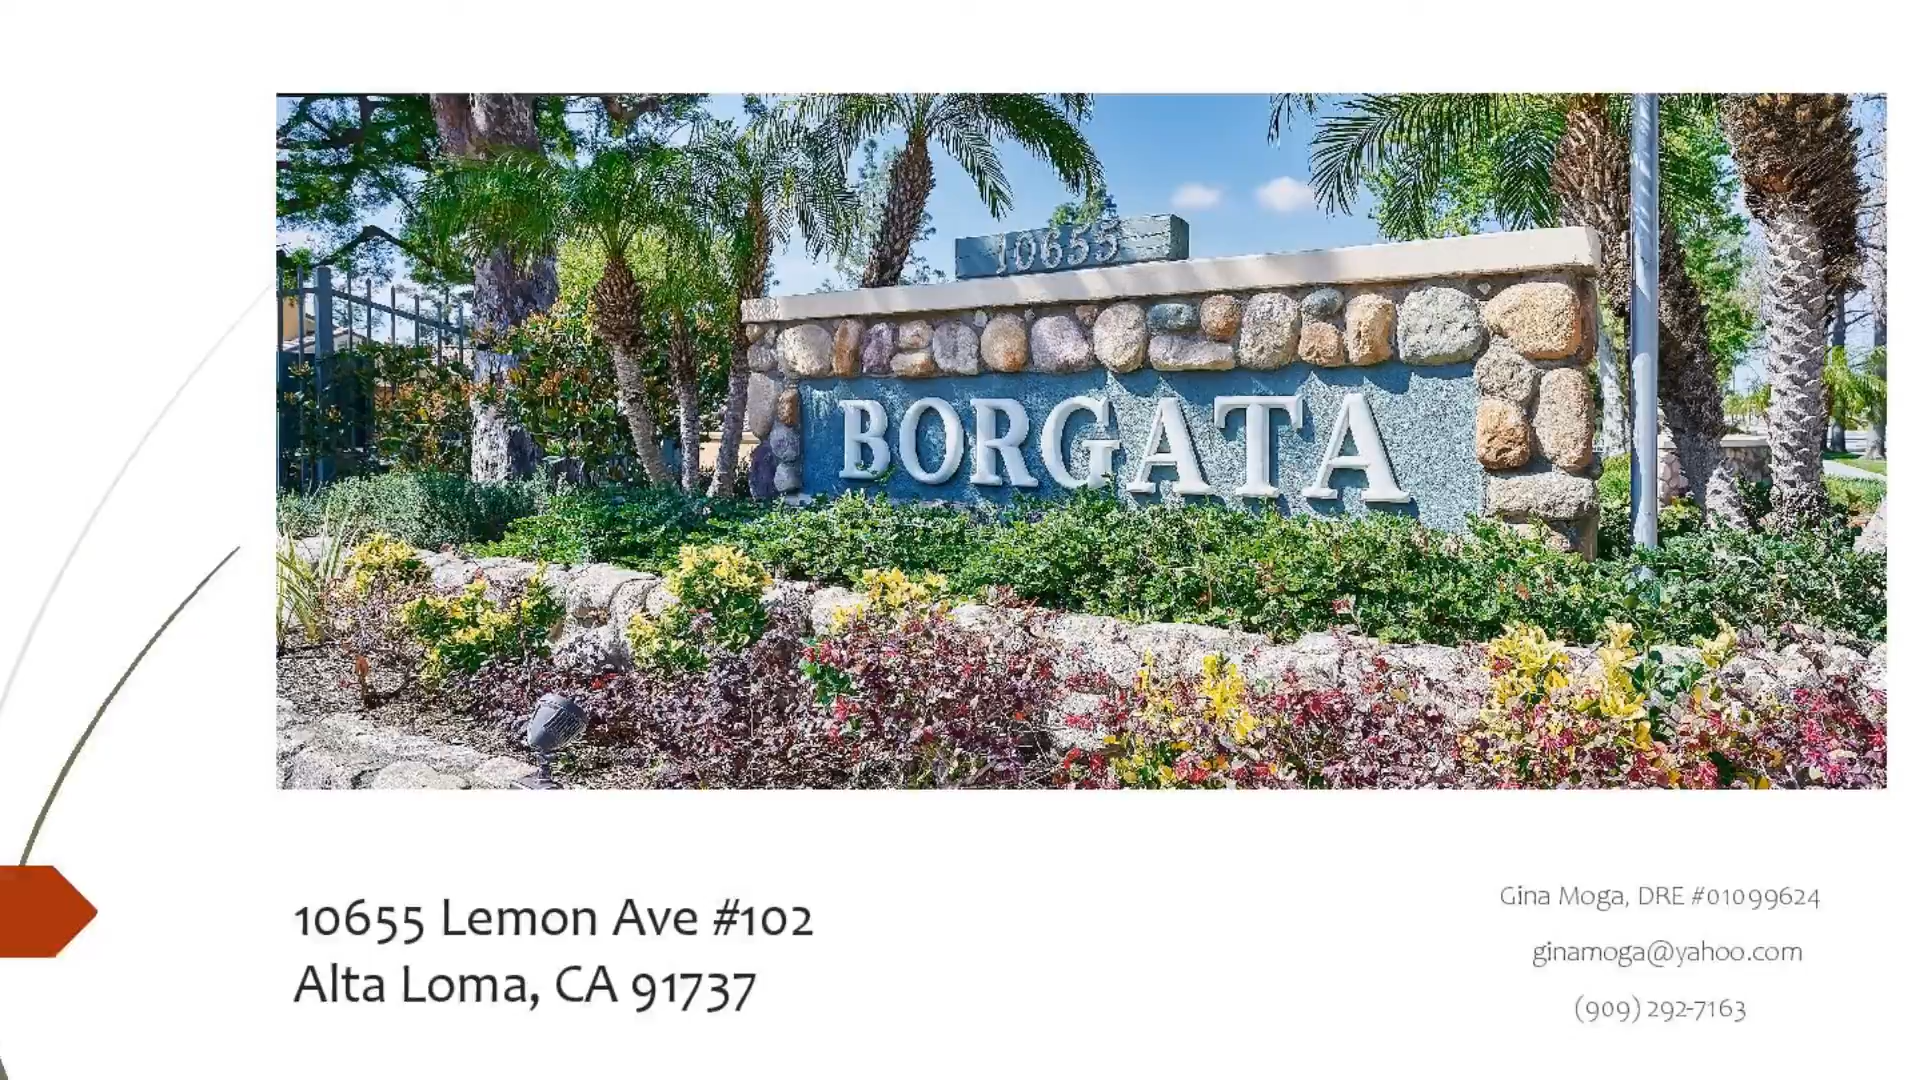 10655
BORGATA
10655 Lemon Ave #102
Alta Loma, CA 91737
Gina Moga, DRE #01099624
ginamoga@yahoo.com
(909) 292-7163